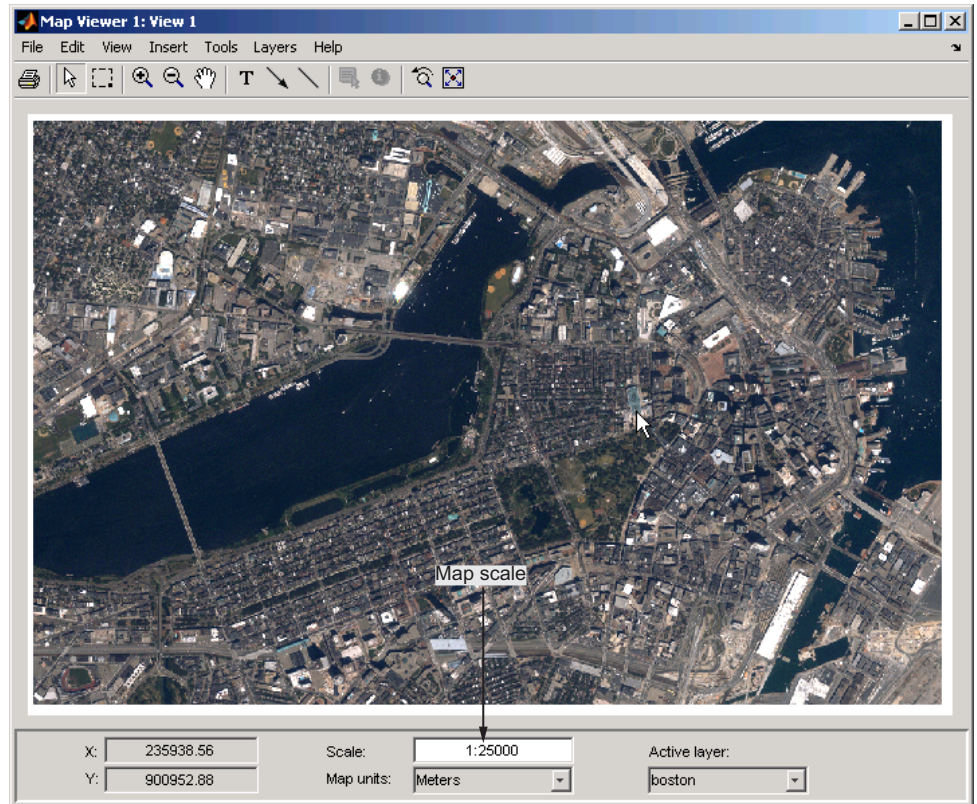 Map Viewer 1: View 1
File Edit View Insert Tools Layers Help
T
Map scale
X: 235938.56 Scale: 1:25000 Active layer:
Y: 900952.88 Map units: Meters boston